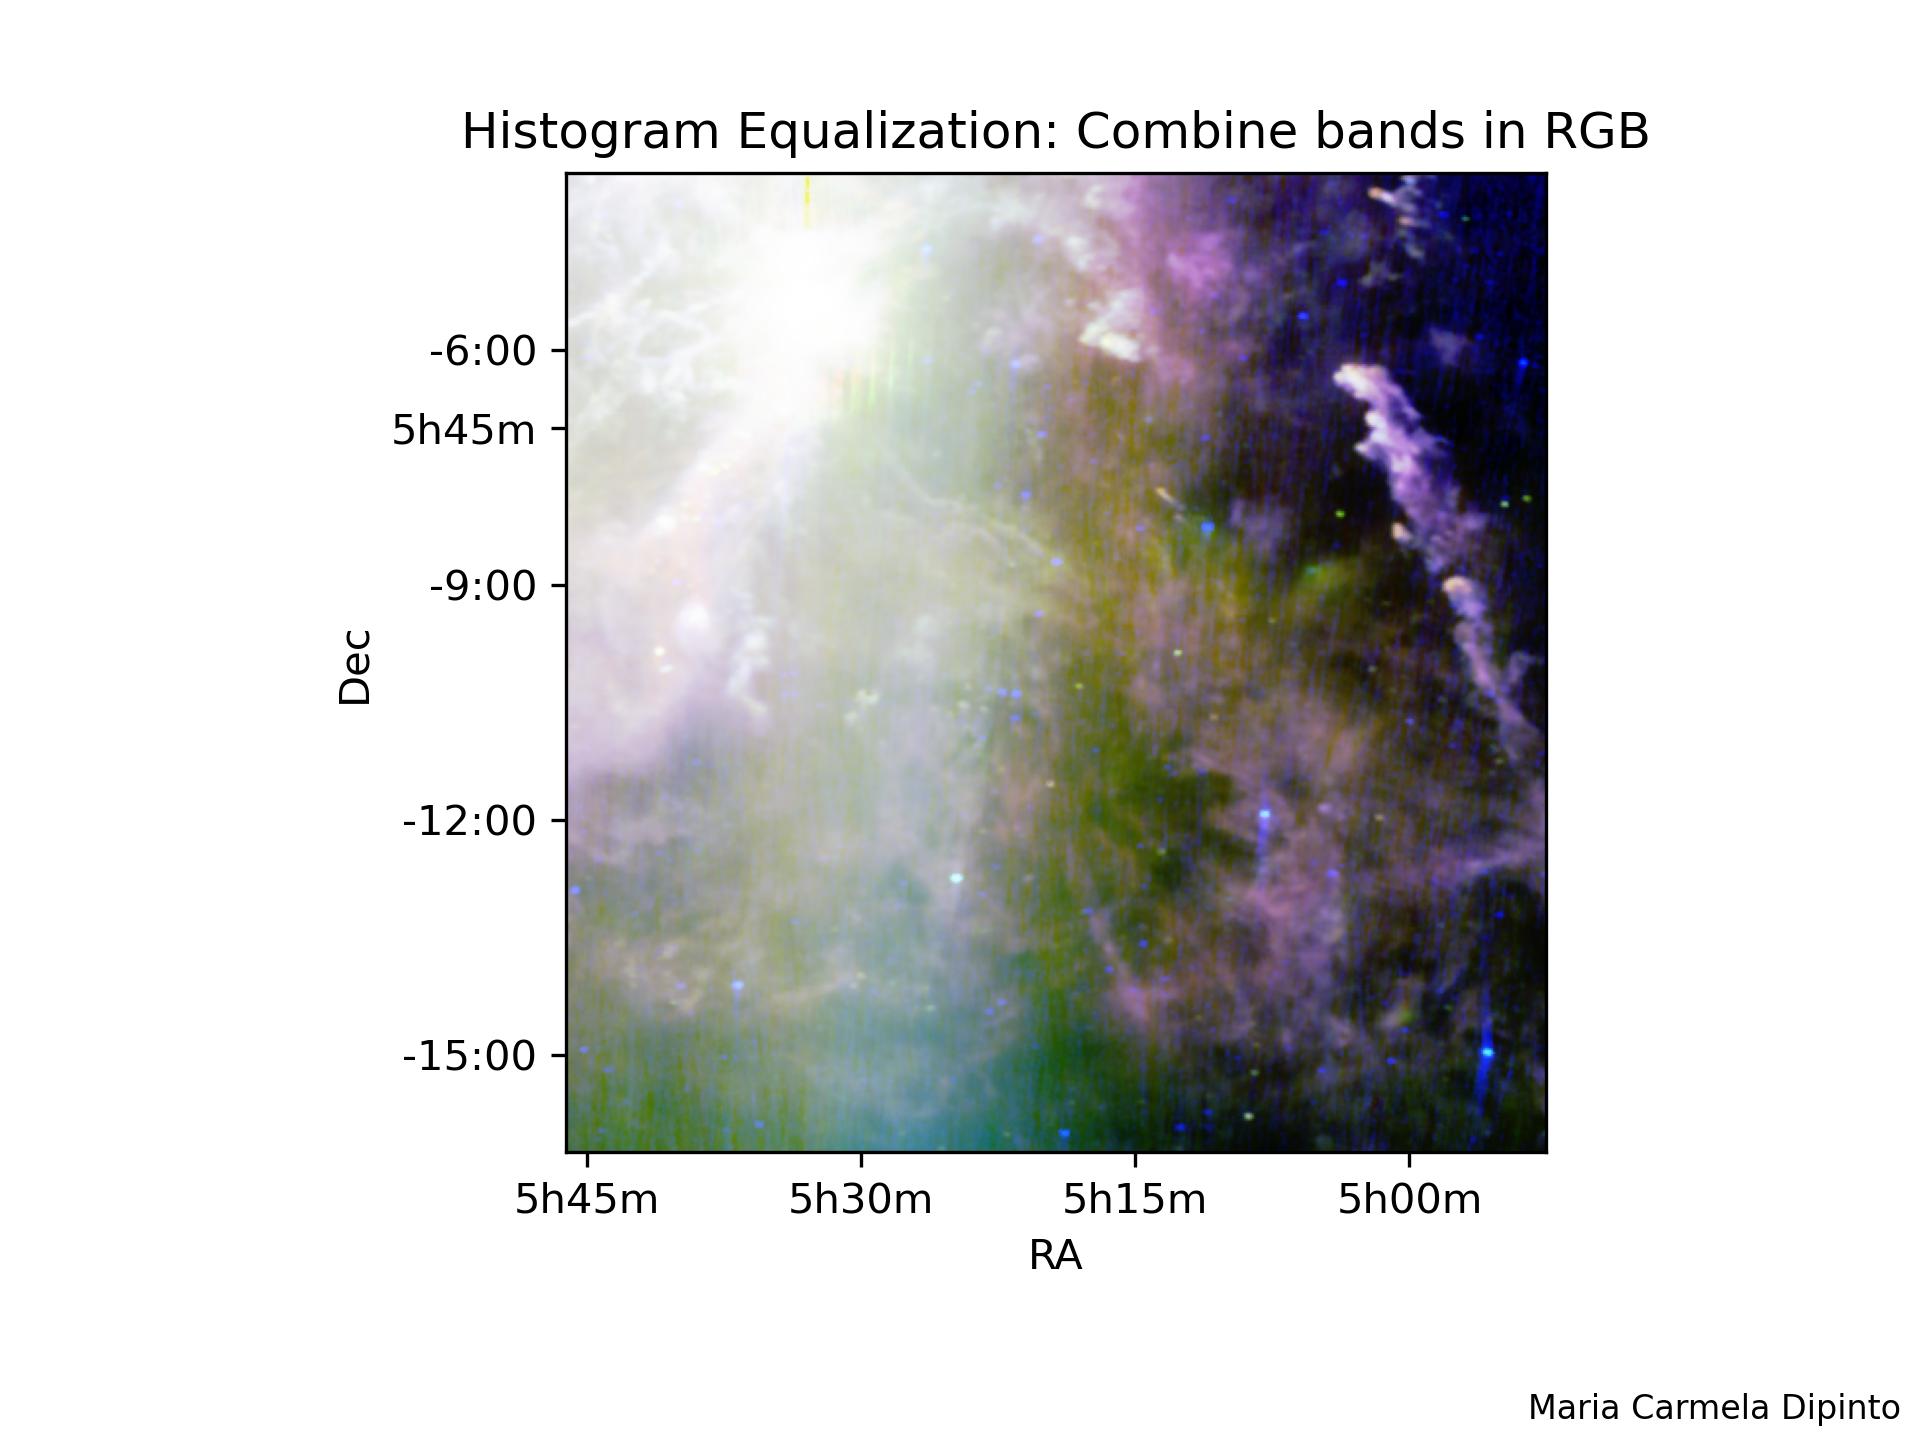 Histogram Equalization: Combine bands in RGB
-6:00
5h45m
-9:00
Dec
-12:00
-15:00
5h45m 5h30m 5h15m 5h00m
RA
Maria Carmela Dipinto